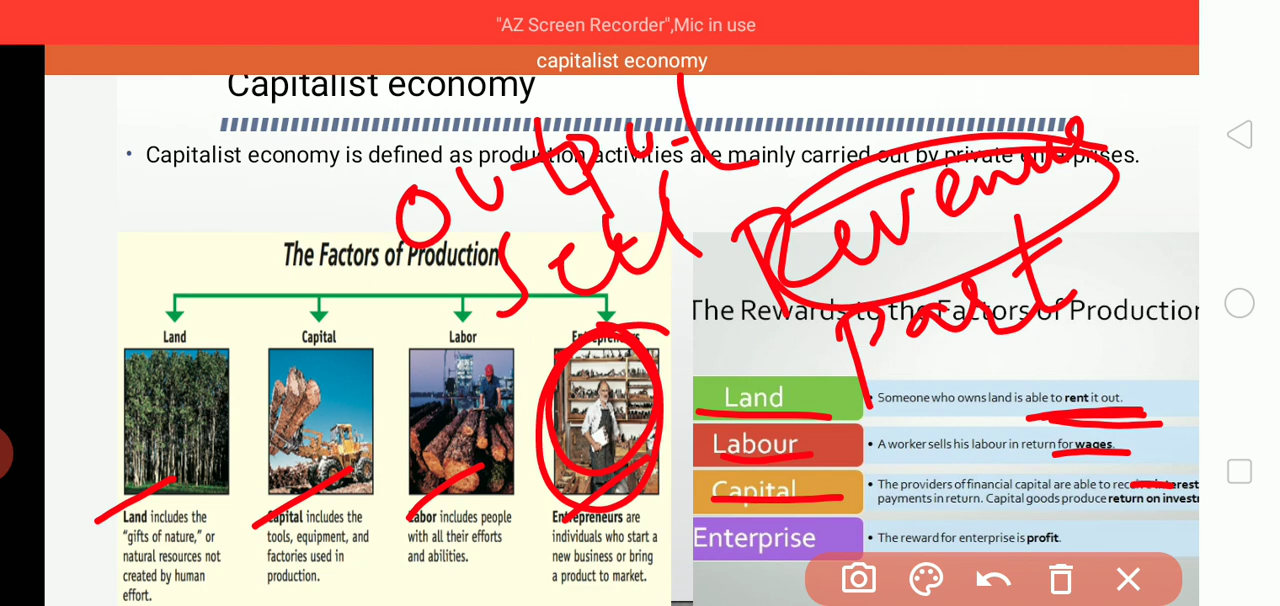 "AZ Screen Recorder",Mic in use
capitalist economy
Capitalist economy
• Capitalist economy is defined as production activities are mainly carried out by private enterprises.
output
sell
Revenue
Part
The Factors of Production
Land
Capital
Labor
Entrepreneurs
Land includes the
"gifts of nature," or
natural resources not
created by human
effort.
Capital includes the
tools, equipment, and
factories used in
production.
Labor includes people
with all their efforts
and abilities.
Entrepreneurs are
individuals who start a
new business or bring
a product to market.
The Rewards to the Factors of Production
Land
• Someone who owns land is able to rent it out.
Labour
• A worker sells his labour in return for wages.
Capital
• The providers of financial capital are able to receive interest
payments in return. Capital goods produce return on investm
Enterprise
• The reward for enterprise is profit.